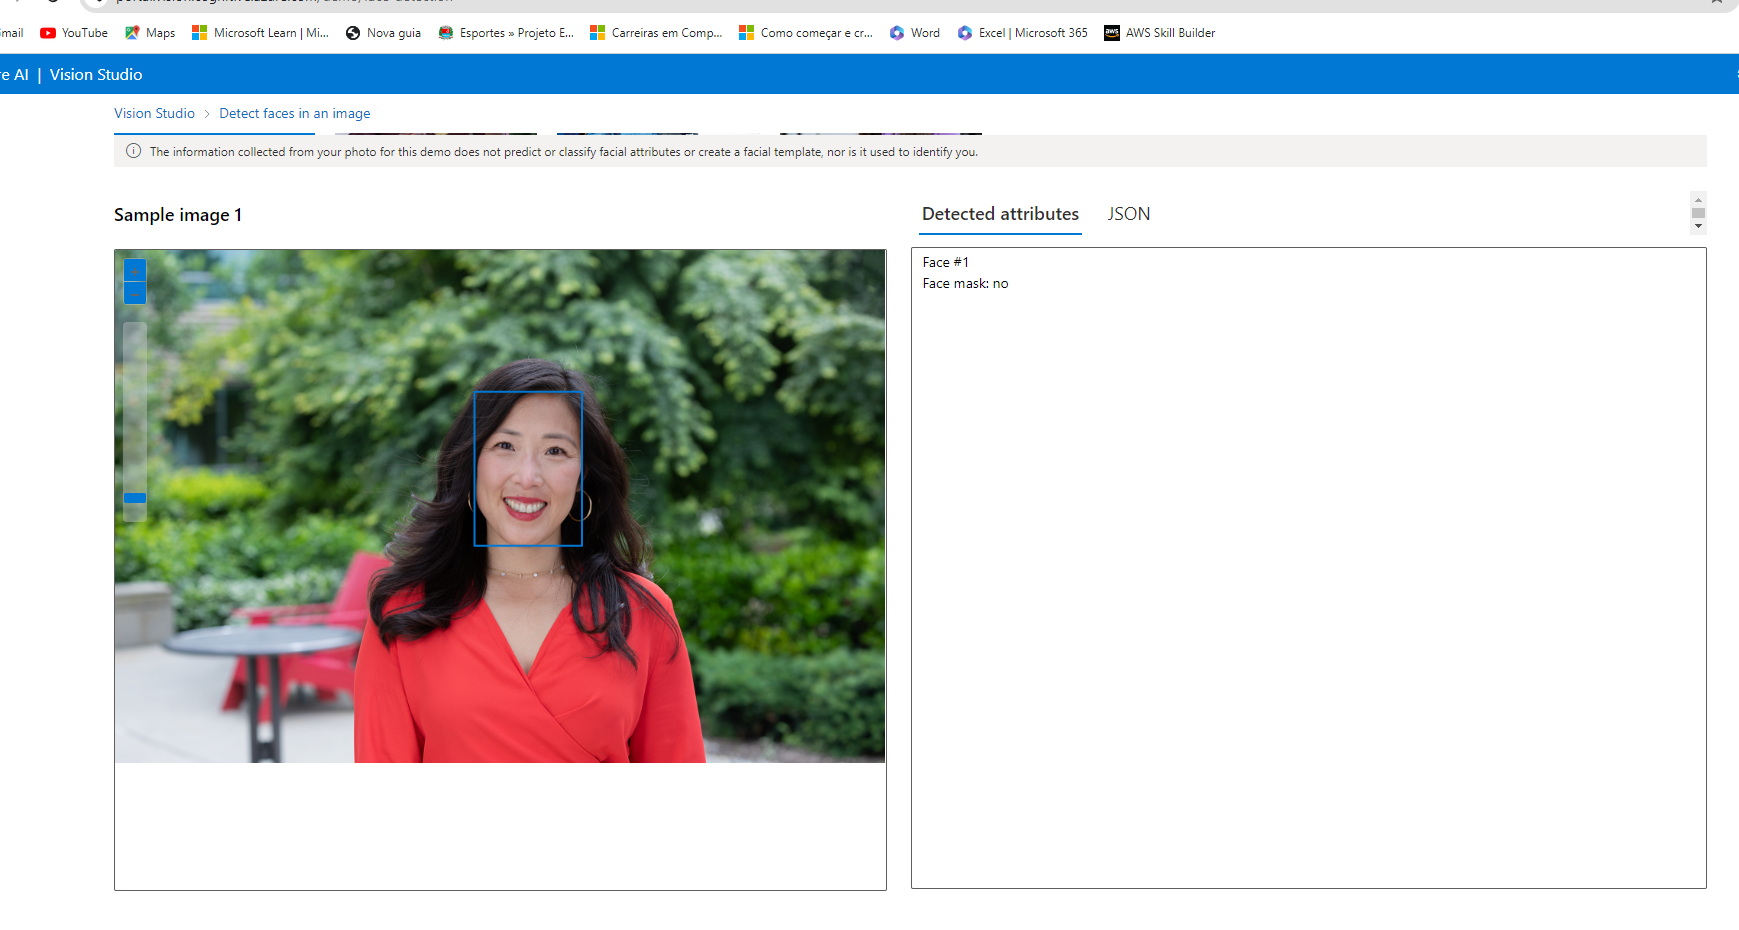 mail YouTube Maps Microsoft Learn | Mi... Nova guia Esportes » Projeto E... Carreiras em Comp... Como começar e cr... Word Excel | Microsoft 365 aws AWS Skill Builder
re AI | Vision Studio
Vision Studio > Detect faces in an image
The information collected from your photo for this demo does not predict or classify facial attributes or create a facial template, nor is it used to identify you.
Sample image 1
Detected attributes JSON
Face #1
Face mask: no